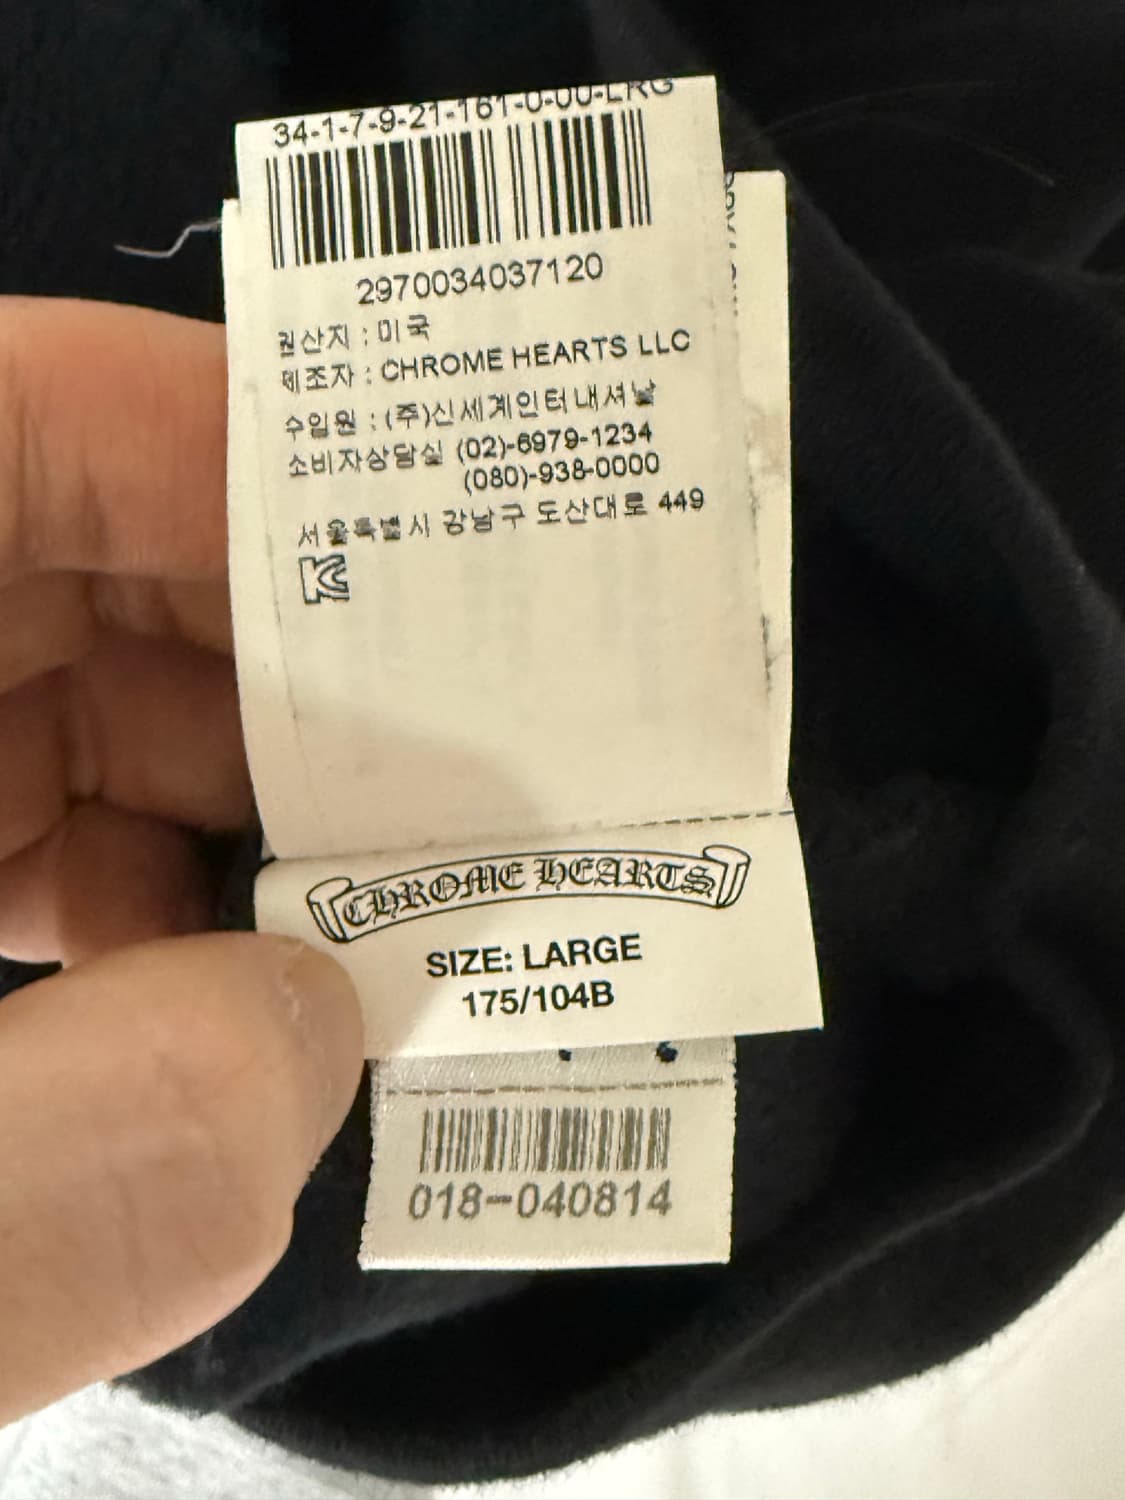 34-1-7-9-21-161-0-00-LRG
2970034037120
원산지 : 미국
제조자 : CHROME HEARTS LLC
수입원 : (주)신세계인터내셔날
소비자상담실 (02)-6979-1234
(080)-938-0000
서울특별시 강남구 도산대로 449
KC
CHROME HEARTS
SIZE: LARGE
175/104B
018-040814